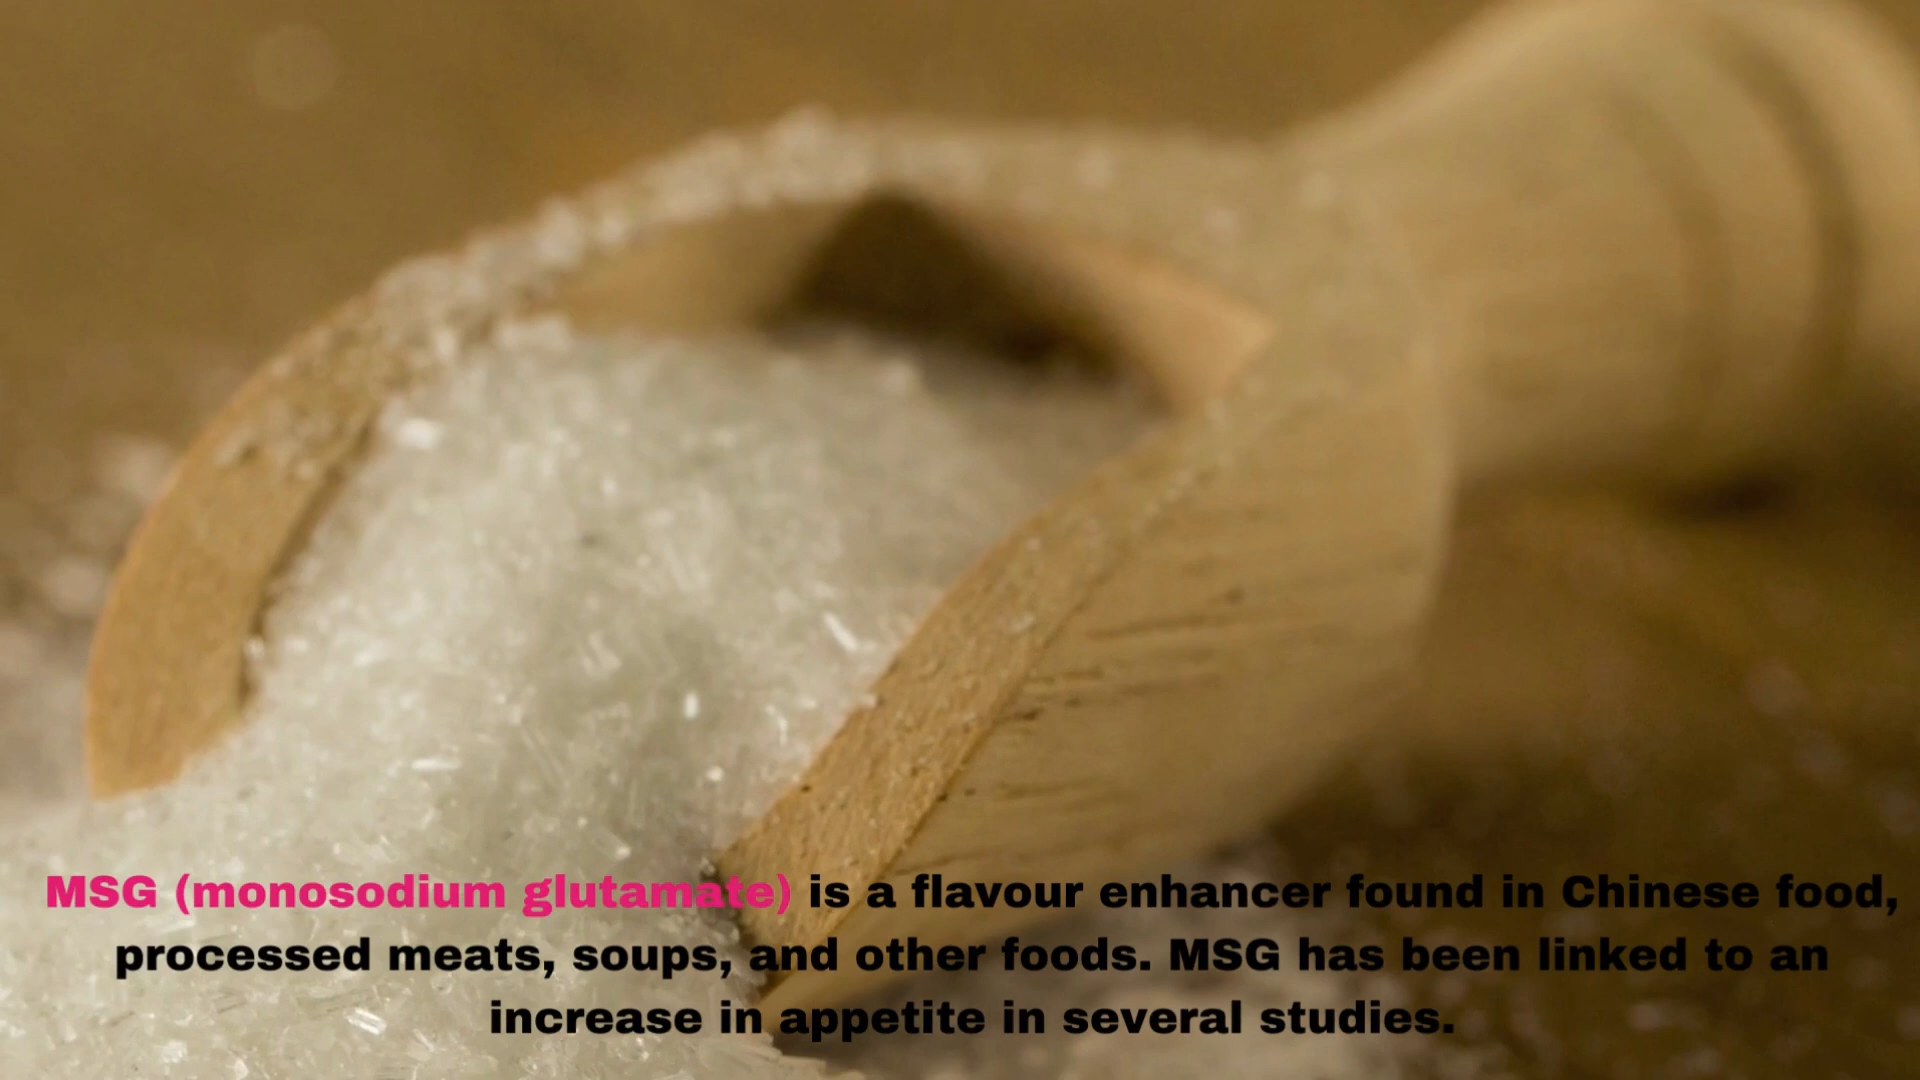 MSG (monosodium glutamate) is a flavour enhancer found in Chinese food,
processed meats, soups, and other foods. MSG has been linked to an
increase in appetite in several studies.